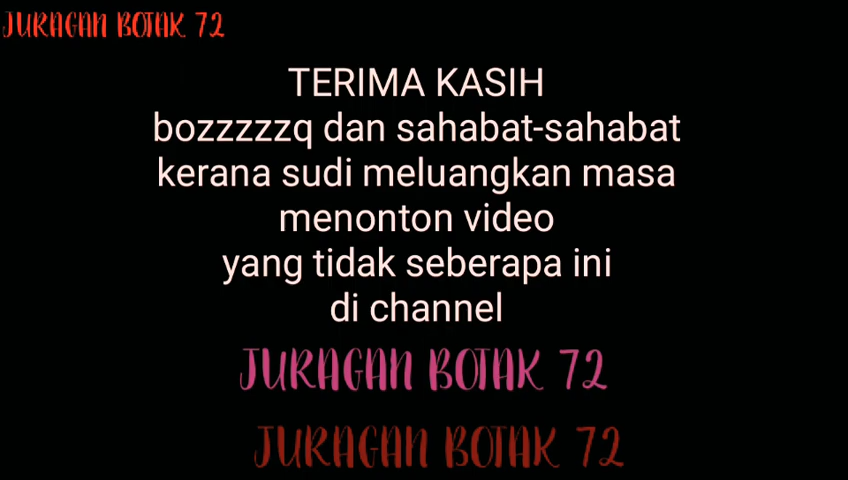 JURAGAN BOTAK 72
TERIMA KASIH
bozzzzzq dan sahabat-sahabat
kerana sudi meluangkan masa
menonton video
yang tidak seberapa ini
di channel
JURAGAN BOTAK 72
JURAGAN BOTAK 72